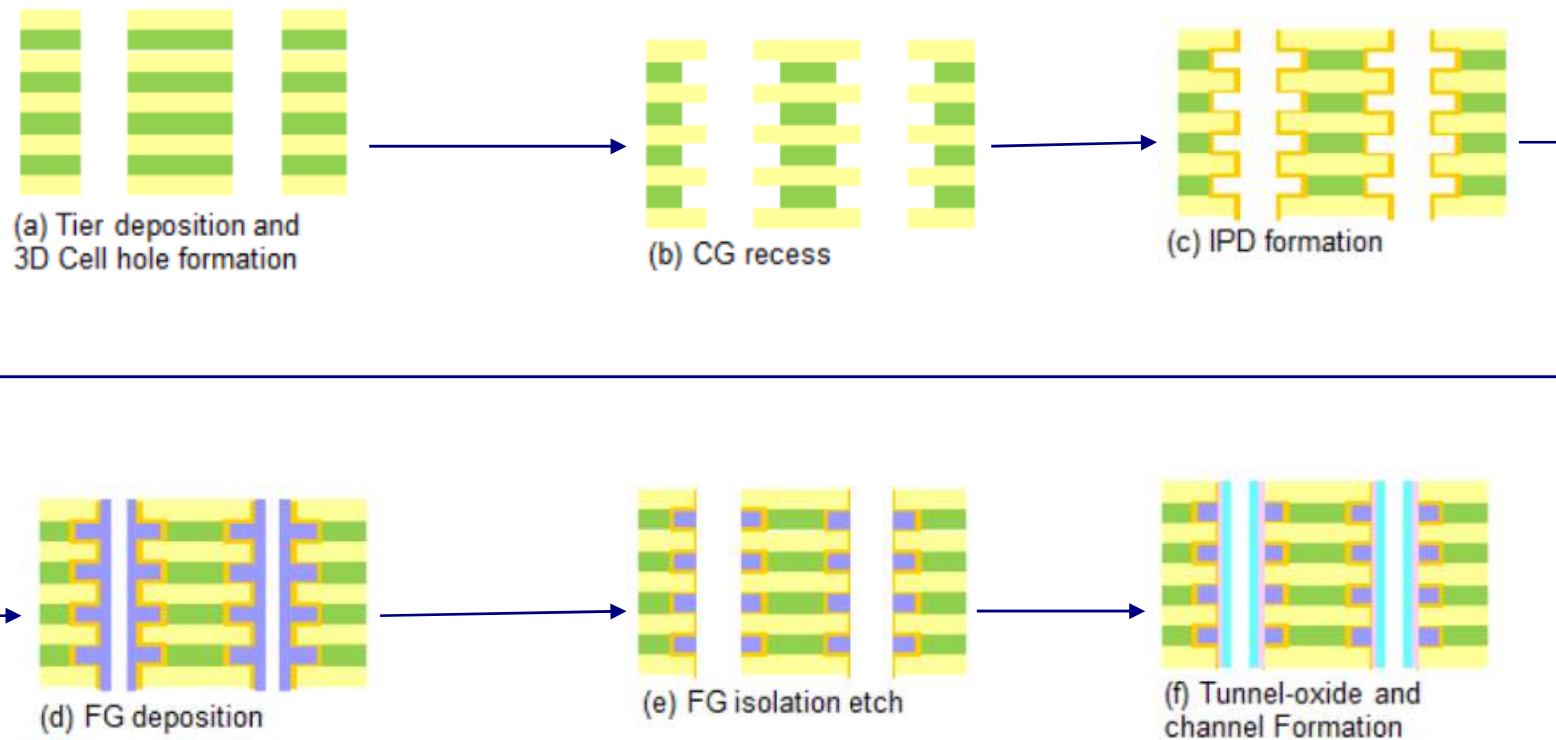 (a) Tier deposition and
3D Cell hole formation
(b) CG recess
(c) IPD formation
(d) FG deposition
(e) FG isolation etch
(f) Tunnel-oxide and
channel Formation